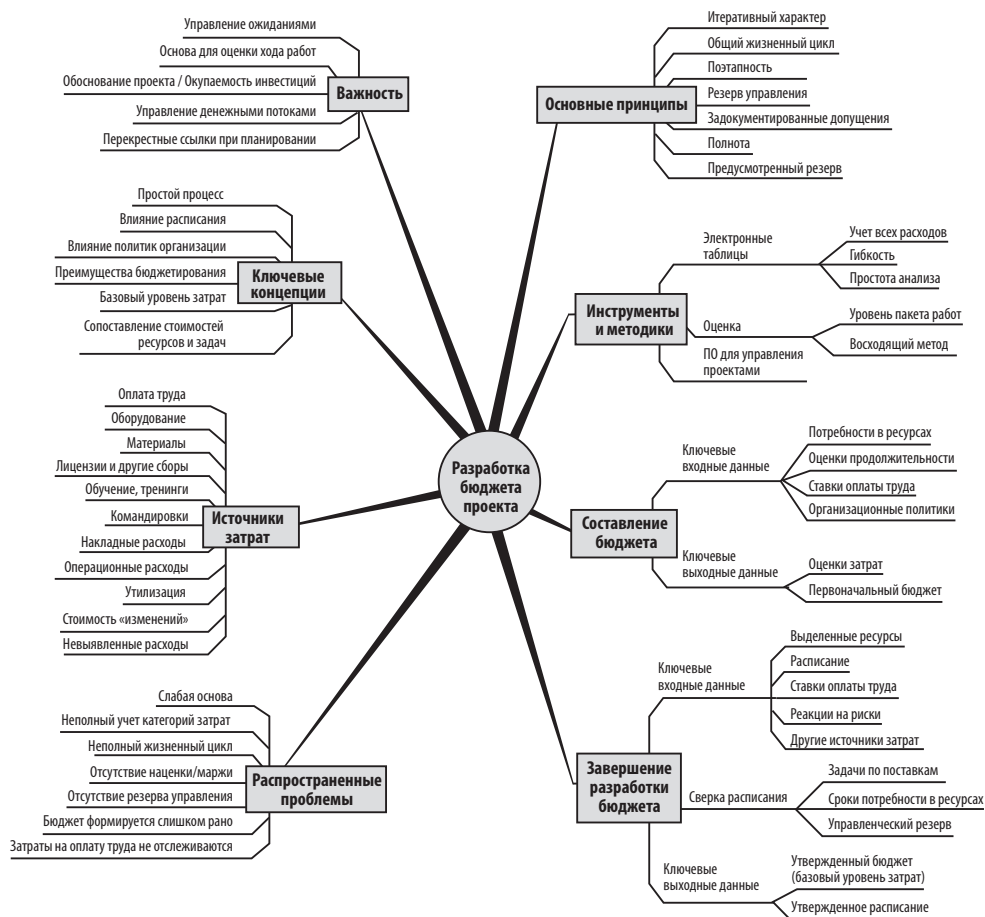 Разработка
бюджета
проекта
Важность
Управление ожиданиями
Основа для оценки хода работ
Обоснование проекта / Окупаемость инвестиций
Управление денежными потоками
Перекрестные ссылки при планировании
Ключевые
концепции
Простой процесс
Влияние расписания
Влияние политик организации
Преимущества бюджетирования
Базовый уровень затрат
Сопоставление стоимостей
ресурсов и задач
Источники
затрат
Оплата труда
Оборудование
Материалы
Лицензии и другие сборы
Обучение, тренинги
Командировки
Накладные расходы
Операционные расходы
Утилизация
Стоимость «изменений»
Невыявленные расходы
Распространенные
проблемы
Слабая основа
Неполный учет категорий затрат
Неполный жизненный цикл
Отсутствие наценки/маржи
Отсутствие резерва управления
Бюджет формируется слишком рано
Затраты на оплату труда не отслеживаются
Основные принципы
Итеративный характер
Общий жизненный цикл
Поэтапность
Резерв управления
Задокументированные допущения
Полнота
Предусмотренный резерв
Инструменты
и методики
Электронные
таблицы
Учет всех расходов
Гибкость
Простота анализа
Оценка
Уровень пакета работ
Восходящий метод
ПО для управления
проектами
Составление
бюджета
Ключевые
входные данные
Потребности в ресурсах
Оценки продолжительности
Ставки оплаты труда
Организационные политики
Ключевые
выходные данные
Оценки затрат
Первоначальный бюджет
Завершение
разработки
бюджета
Ключевые
входные данные
Выделенные ресурсы
Расписание
Ставки оплаты труда
Реакции на риски
Другие источники затрат
Сверка расписания
Задачи по поставкам
Сроки потребности в ресурсах
Управленческий резерв
Ключевые
выходные данные
Утвержденный бюджет
(базовый уровень затрат)
Утвержденное расписание